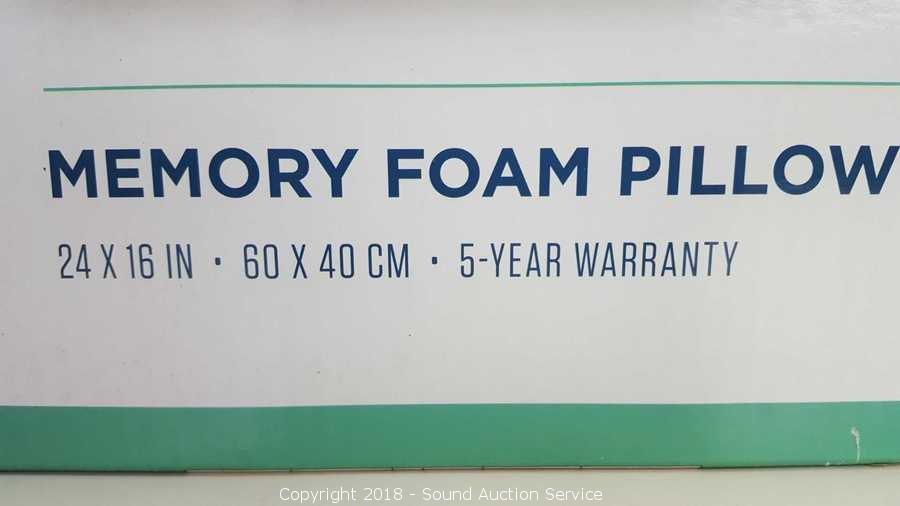 MEMORY FOAM PILLOW
24 X 16 IN · 60 X 40 CM · 5-YEAR WARRANTY
Copyright 2018 - Sound Auction Service